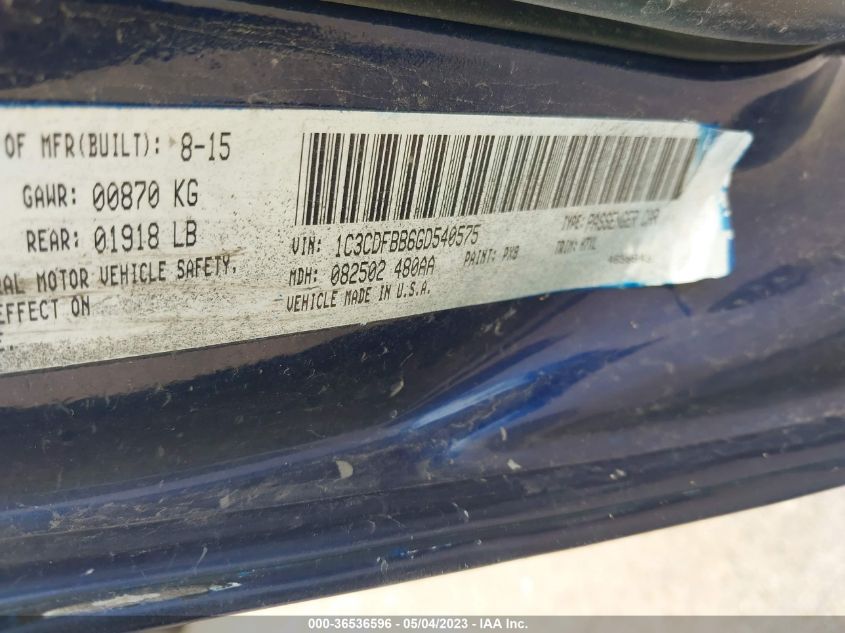 OF MFR(BUILT): 8-15
GAWR: 00870 KG
REAR: 01918 LB
AL MOTOR VEHICLE SAFETY,
EFFECT ON
VIN: 1C3CDFBB6GD540575
TYPE: PASSENGER CAR
MDH: 082502 480AA
PAINT: PXB
TRIM:
VEHICLE MADE IN U.S.A.
000-36536596 - 05/04/2023 - IAA Inc.